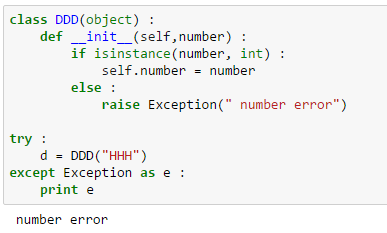 class DDD(object) :
    def __init__(self,number) :
        if isinstance(number, int) :
            self.number = number
        else :
            raise Exception(" number error")

try :
    d = DDD("HHH")
except Exception as e :
    print e
 number error